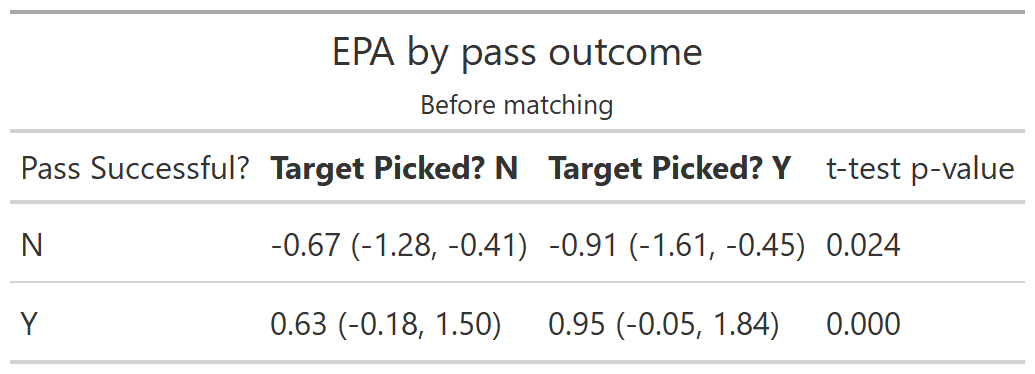 EPA by pass outcome
Before matching
Pass Successful? Target Picked? N Target Picked? Y t-test p-value
N -0.67 (-1.28, -0.41) -0.91 (-1.61, -0.45) 0.024
Y 0.63 (-0.18, 1.50) 0.95 (-0.05, 1.84) 0.000